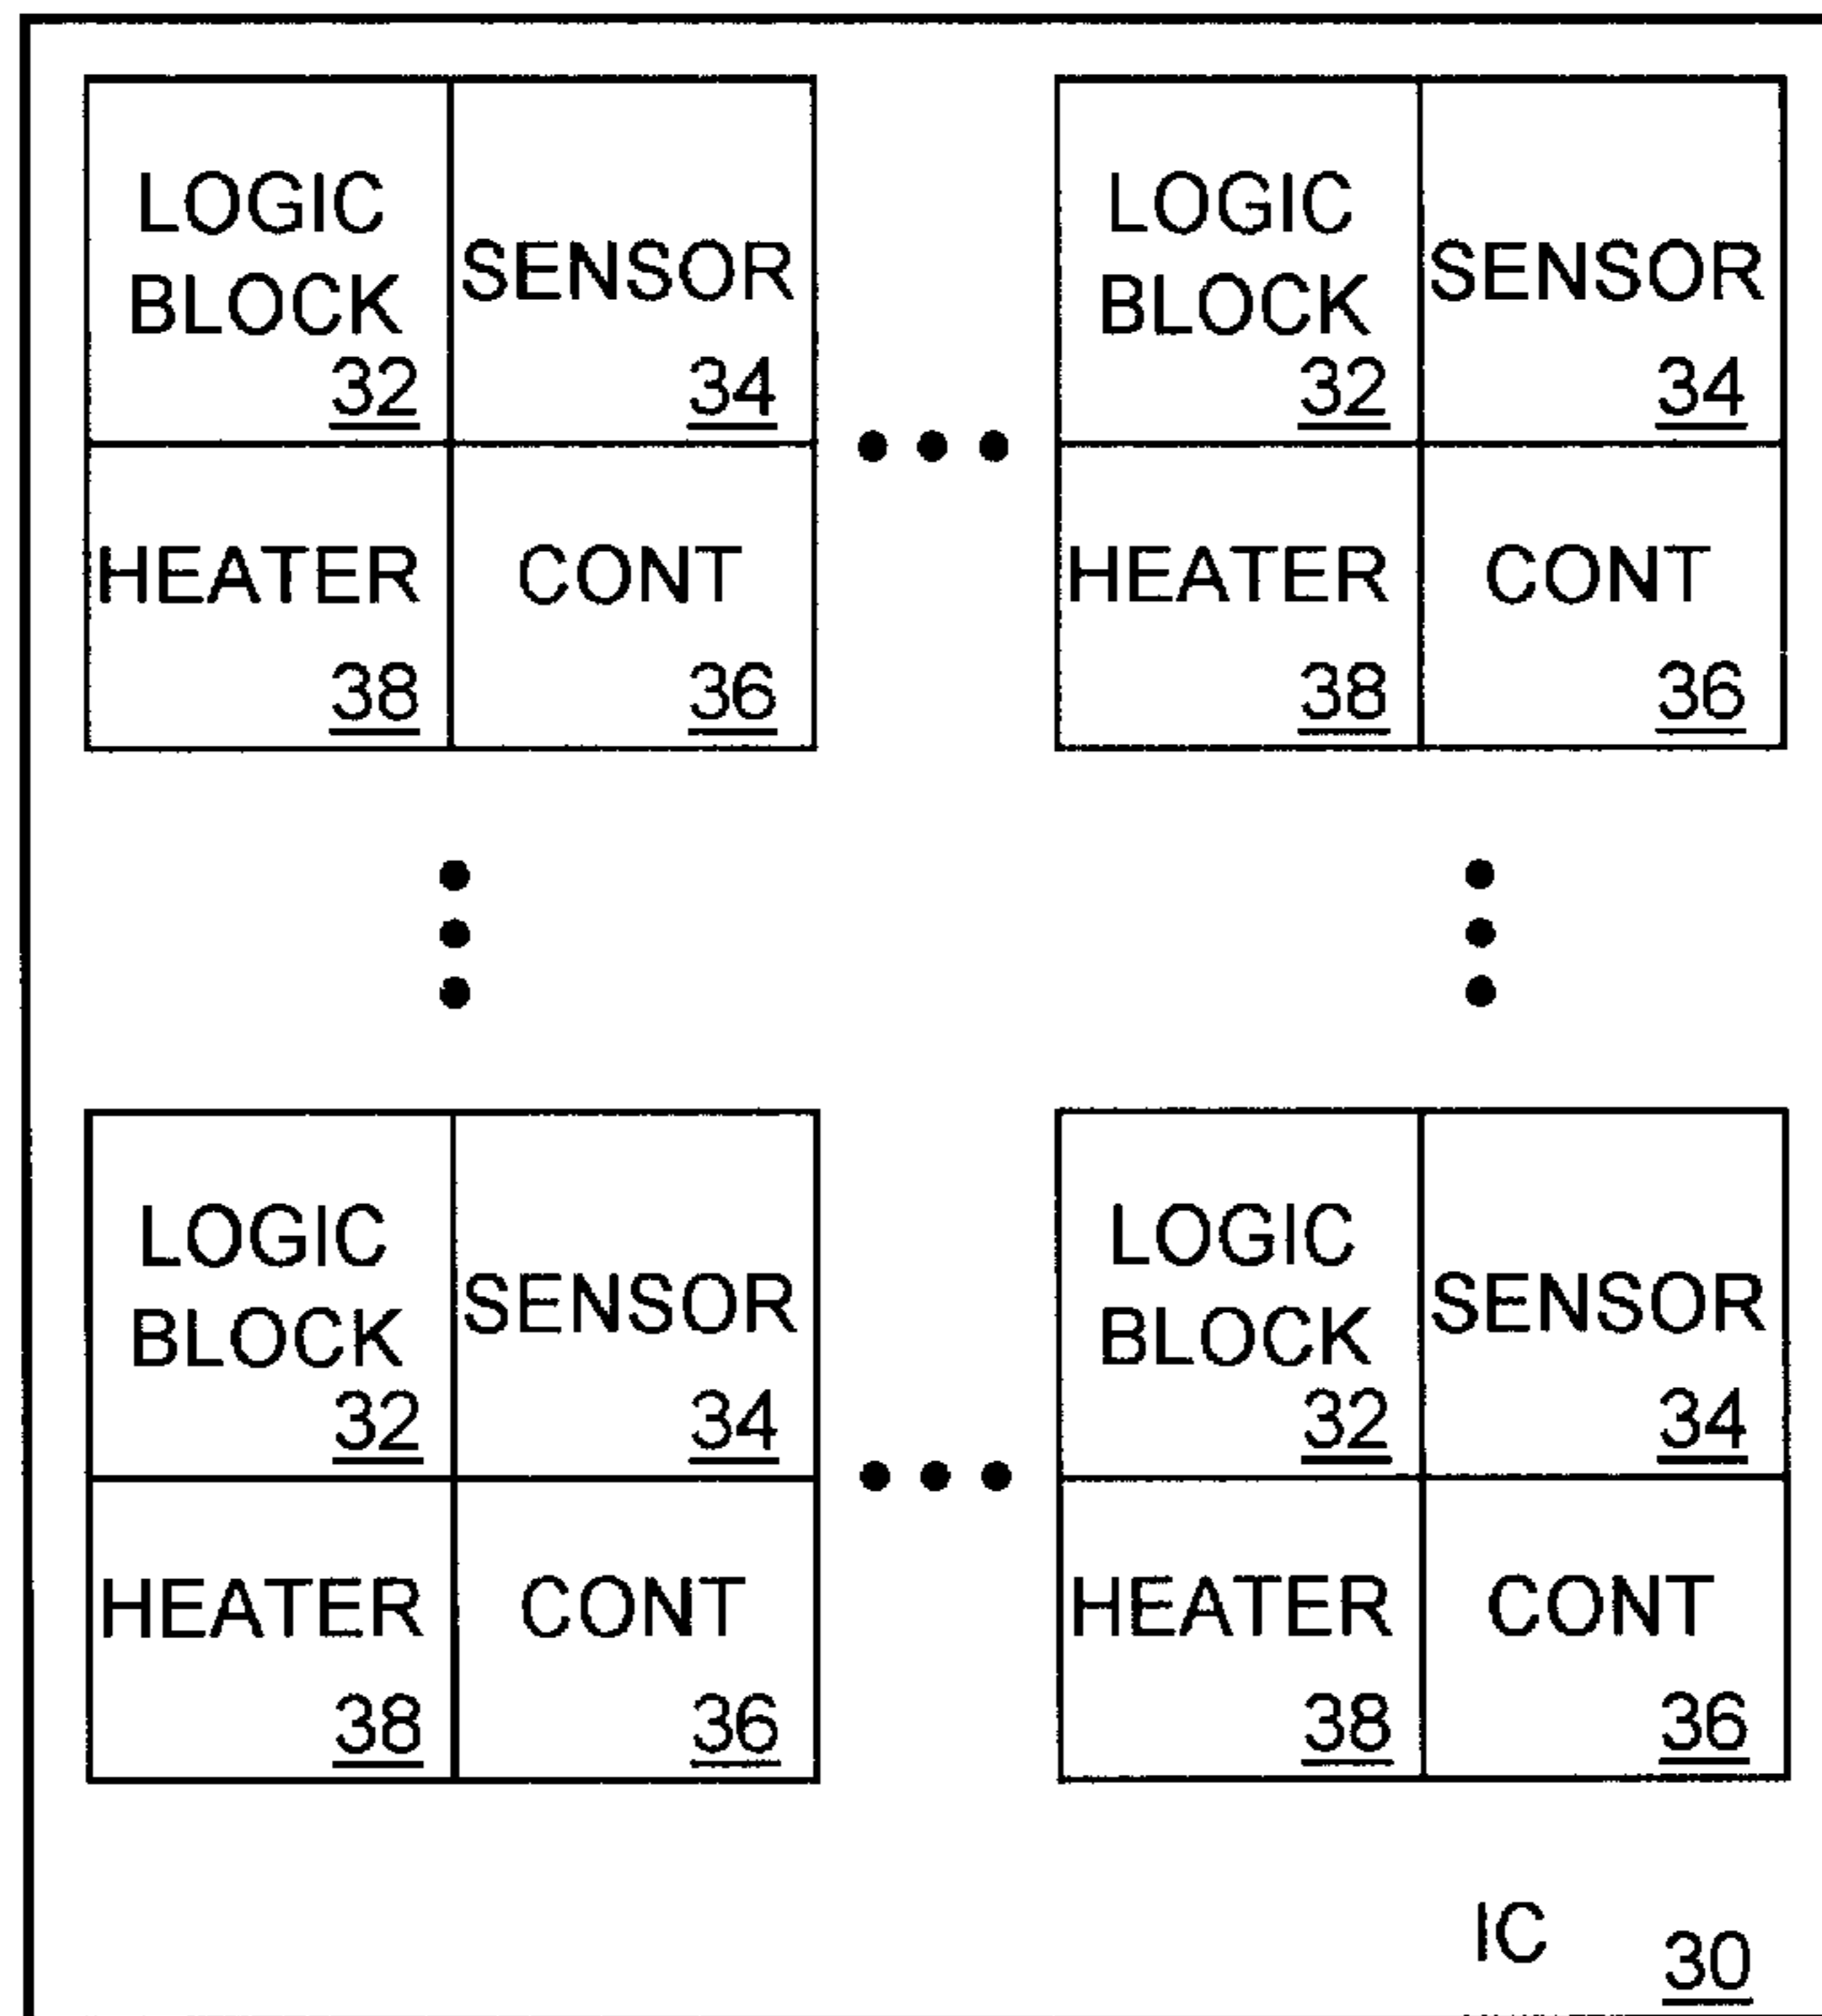 LOGIC
BLOCK
32
SENSOR
34
HEATER
38
CONT
36
LOGIC
BLOCK
32
SENSOR
34
HEATER
38
CONT
36
LOGIC
BLOCK
32
SENSOR
34
HEATER
38
CONT
36
LOGIC
BLOCK
32
SENSOR
34
HEATER
38
CONT
36
IC 30